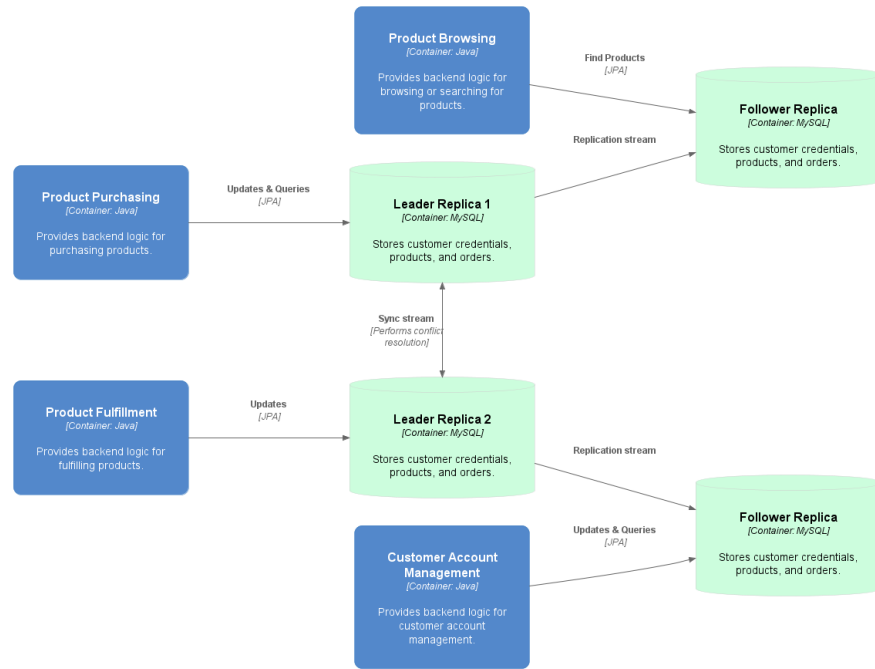 Product Browsing
[Container: Java]
Provides backend logic for
browsing or searching for
products.
Find Products
[JPA]
Follower Replica
[Container: MySQL]
Stores customer credentials,
products, and orders.
Replication stream
Product Purchasing
[Container: Java]
Provides backend logic for
purchasing products.
Updates & Queries
[JPA]
Leader Replica 1
[Container: MySQL]
Stores customer credentials,
products, and orders.
Sync stream
[Performs conflict
resolution]
Product Fulfillment
[Container: Java]
Provides backend logic for
fulfilling products.
Updates
[JPA]
Leader Replica 2
[Container: MySQL]
Stores customer credentials,
products, and orders.
Replication stream
Follower Replica
[Container: MySQL]
Stores customer credentials,
products, and orders.
Updates & Queries
[JPA]
Customer Account
Management
[Container: Java]
Provides backend logic for
customer account
management.